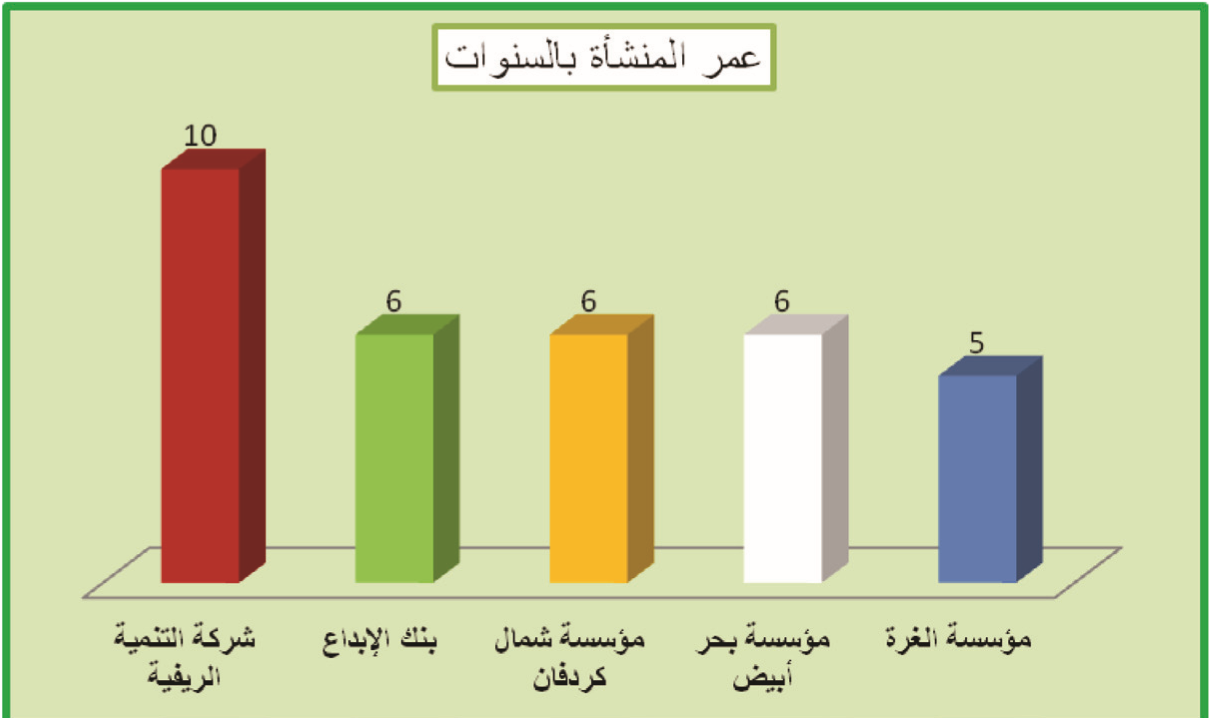 عمر المنشأة بالسنوات
10
6
6
6
5
شركة التنمية
الريفية
بنك الإبداع
مؤسسة شمال
كردفان
مؤسسة بحر
أبيض
مؤسسة الغرة